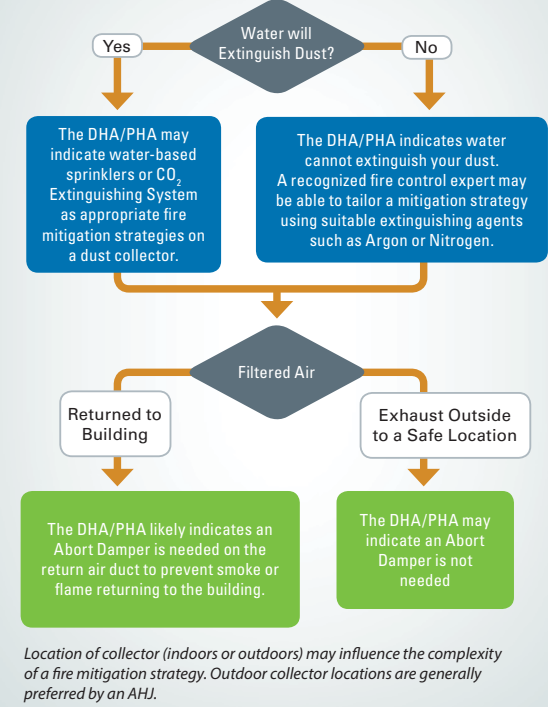 Water will
Extinguish Dust?
Yes
No
The DHA/PHA may
indicate water-based
sprinklers or CO₂
Extinguishing System
as appropriate fire
mitigation strategies on
a dust collector.
The DHA/PHA indicates water
cannot extinguish your dust.
A recognized fire control expert may
be able to tailor a mitigation strategy
using suitable extinguishing agents
such as Argon or Nitrogen.
Filtered Air
Returned to
Building
Exhaust Outside
to a Safe Location
The DHA/PHA likely indicates an
Abort Damper is needed on the
return air duct to prevent smoke or
flame returning to the building.
The DHA/PHA may
indicate an Abort
Damper is not
needed
Location of collector (indoors or outdoors) may influence the complexity
of a fire mitigation strategy. Outdoor collector locations are generally
preferred by an AHJ.